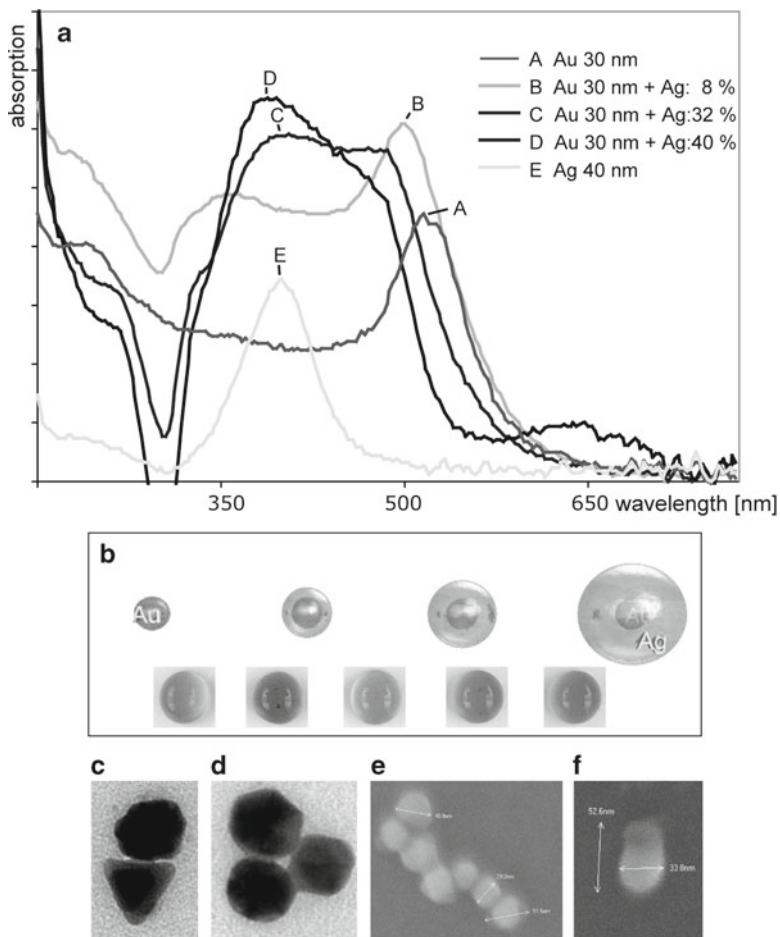 a
absorption
D
C
B
A
E
A Au 30 nm
B Au 30 nm + Ag: 8 %
C Au 30 nm + Ag:32 %
D Au 30 nm + Ag:40 %
E Ag 40 nm
350 500 650 wavelength [nm]
b
Au
Ag
c d e f
52.6nm
33.8nm